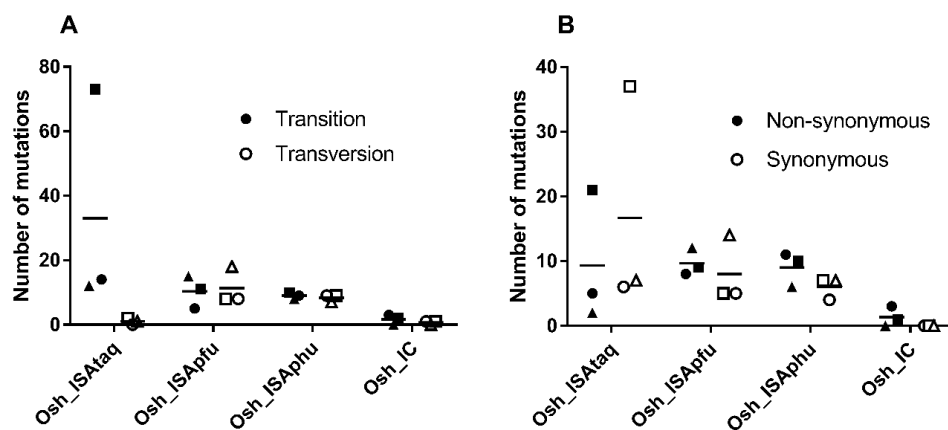 A
Number of mutations
80
60
40
20
0
Transition
Transversion
Osh_ISAtaq
Osh_ISApfu
Osh_ISAphu
Osh_IC
B
Number of mutations
40
30
20
10
0
Non-synonymous
Synonymous
Osh_ISAtaq
Osh_ISApfu
Osh_ISAphu
Osh_IC